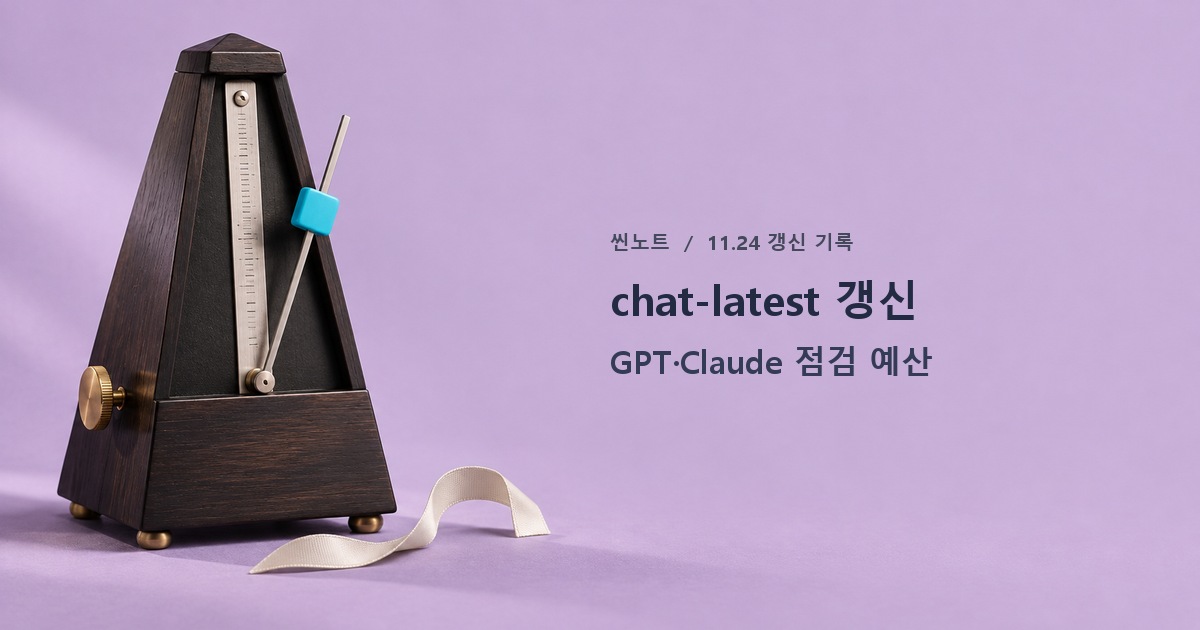 씬노트 / 11.24 갱신 기록
chat-latest 갱신
GPT·Claude 점검 예산